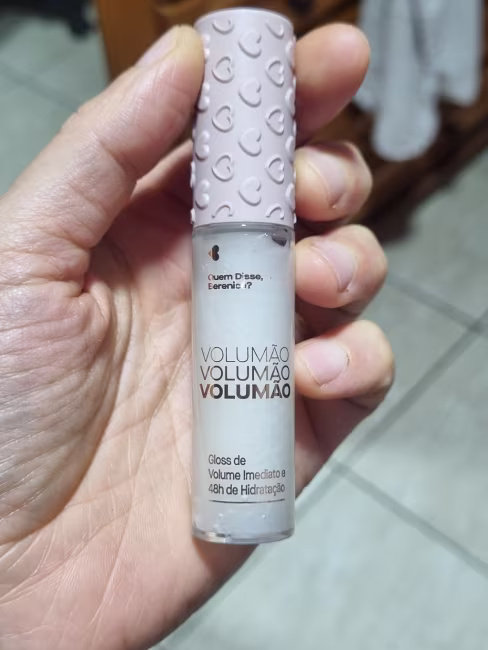 Quem Disse,
Berenice?
VOLUMÃO
VOLUMÃO
VOLUMÃO
Gloss de
Volume Imediato e
48h de Hidratação